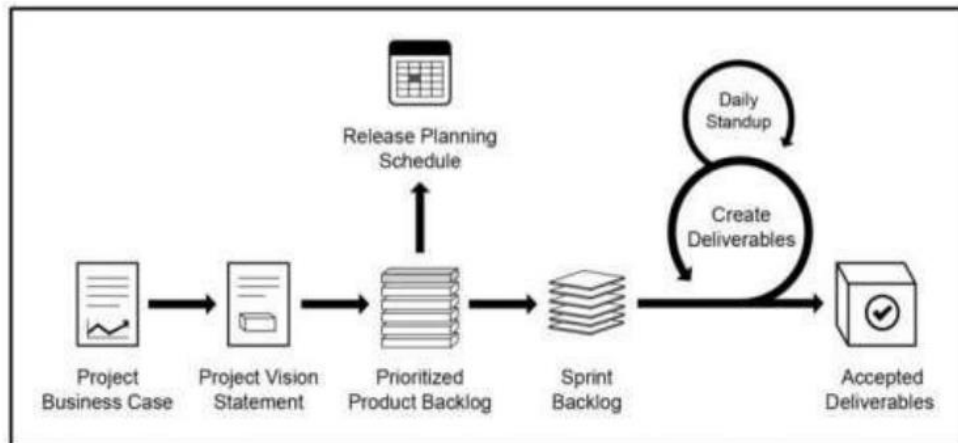 Release Planning
Schedule
Daily
Standup
Create
Deliverables
Project
Business Case
Project Vision
Statement
Prioritized
Product Backlog
Sprint
Backlog
Accepted
Deliverables